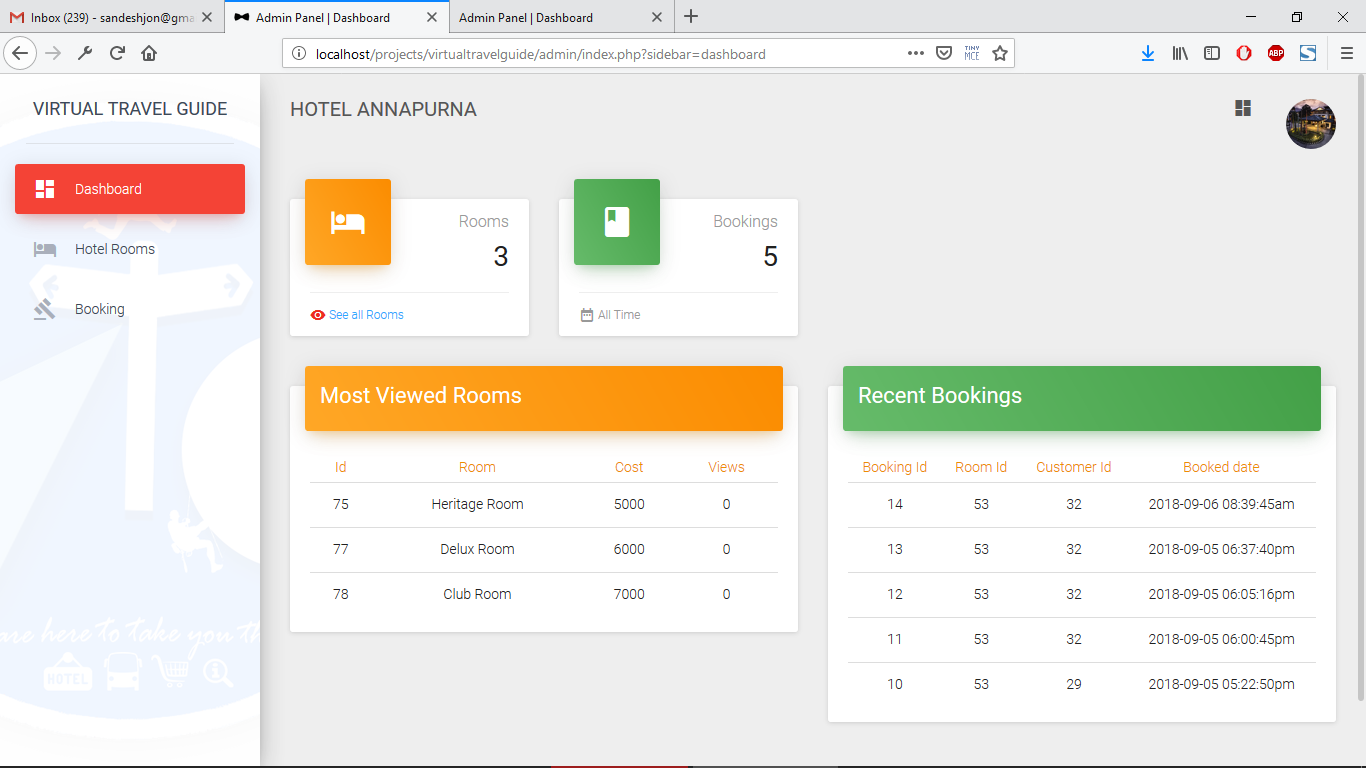 Inbox (239) - sandeshjon@gma
Admin Panel | Dashboard
Admin Panel | Dashboard
localhost/projects/virtualtravelguide/admin/index.php?sidebar=dashboard
TINY
MCE
ABP
S
VIRTUAL TRAVEL GUIDE
Dashboard
Hotel Rooms
Booking
are here to take you th
HOTEL
HOTEL ANNAPURNA
Rooms
3
See all Rooms
Bookings
5
All Time
Most Viewed Rooms
Id Room Cost Views
75 Heritage Room 5000 0
77 Delux Room 6000 0
78 Club Room 7000 0
Recent Bookings
Booking Id Room Id Customer Id Booked date
14 53 32 2018-09-06 08:39:45am
13 53 32 2018-09-05 06:37:40pm
12 53 32 2018-09-05 06:05:16pm
11 53 32 2018-09-05 06:00:45pm
10 53 29 2018-09-05 05:22:50pm